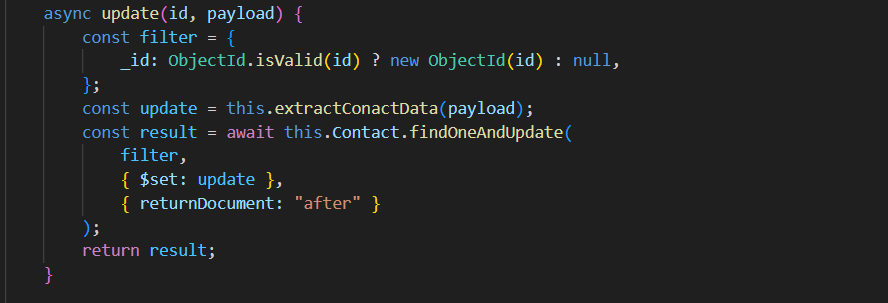 async update(id, payload) {
const filter = {
_id: ObjectId.isValid(id) ? new ObjectId(id) : null,
};
const update = this.extractConactData(payload);
const result = await this.Contact.findOneAndUpdate(
filter,
{ $set: update },
{ returnDocument: "after" }
);
return result;
}